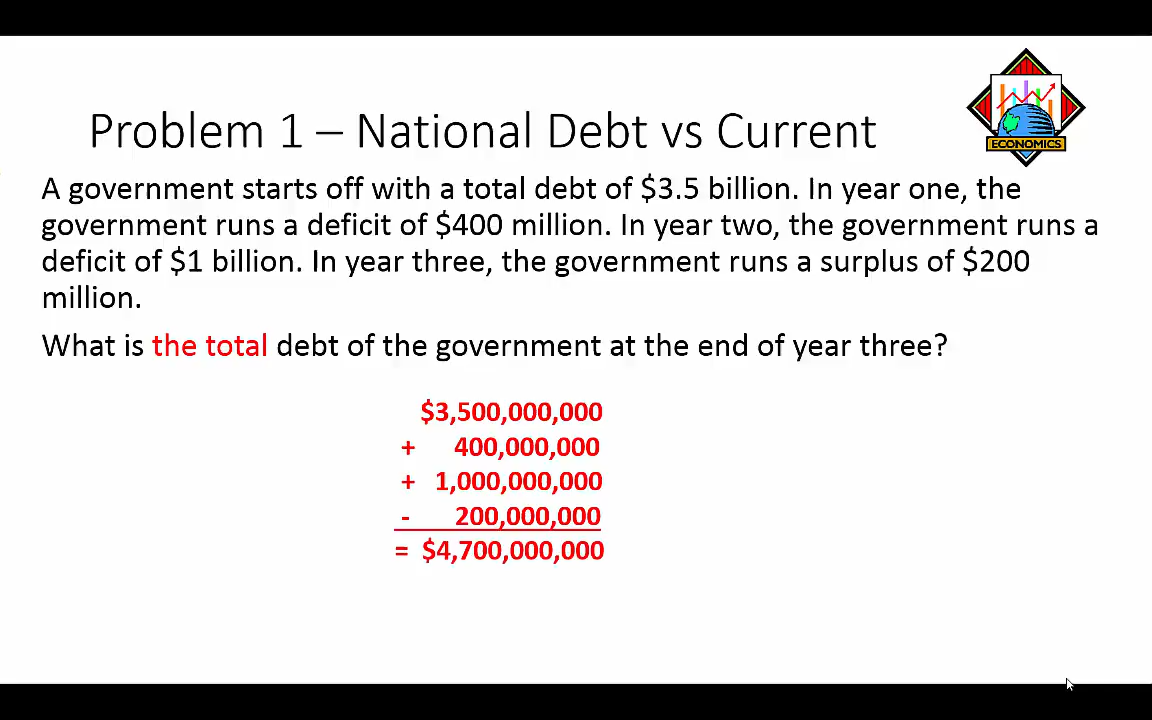 Problem 1 – National Debt vs Current
ECONOMICS
A government starts off with a total debt of $3.5 billion. In year one, the
government runs a deficit of $400 million. In year two, the government runs a
deficit of $1 billion. In year three, the government runs a surplus of $200
million.
What is the total debt of the government at the end of year three?
$3,500,000,000
+ 400,000,000
+ 1,000,000,000
- 200,000,000
= $4,700,000,000